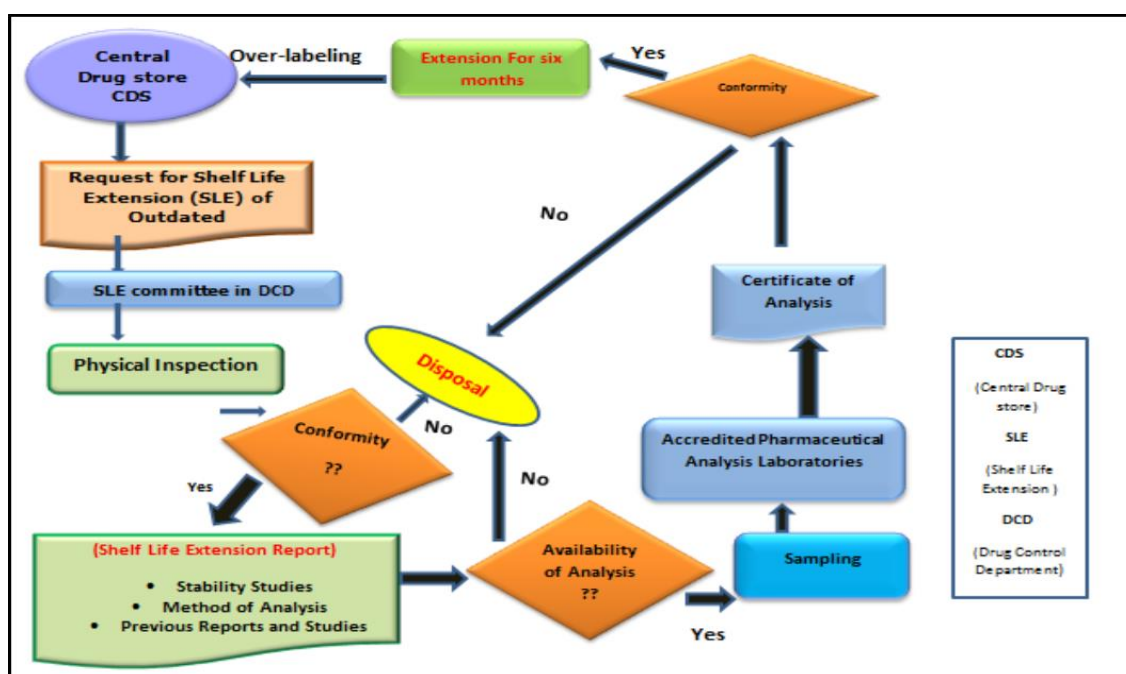 Central
Drug store
CDS
Over-labeling
Extension For six
months
Yes
Conformity
Request for Shelf Life
Extension (SLE) of
Outdated
No
SLE committee in DCD
Certificate of
Analysis
Physical Inspection
Disposal
Conformity
??
No
Yes
Accredited Pharmaceutical
Analysis Laboratories
No
(Shelf Life Extension Report)
• Stability Studies
• Method of Analysis
• Previous Reports and Studies
Availability
of Analysis
??
Yes
Sampling
CDS
(Central Drug
store)
SLE
(Shelf Life
Extension )
DCD
(Drug Control
Department)